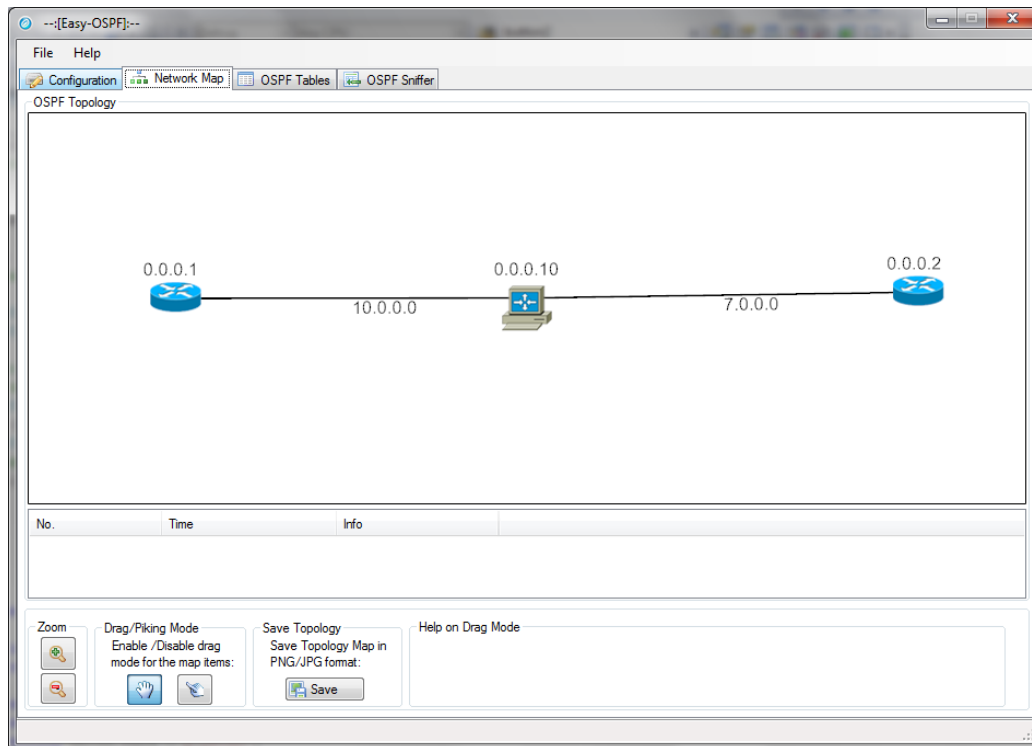 --:[Easy-OSPF]:--
File Help
Configuration Network Map OSPF Tables OSPF Sniffer
OSPF Topology
0.0.0.1
0.0.0.10
0.0.0.2
10.0.0.0
7.0.0.0
No. Time Info
Zoom
Drag/Piking Mode
Enable /Disable drag
mode for the map items:
Save Topology
Save Topology Map in
PNG/JPG format:
Save
Help on Drag Mode